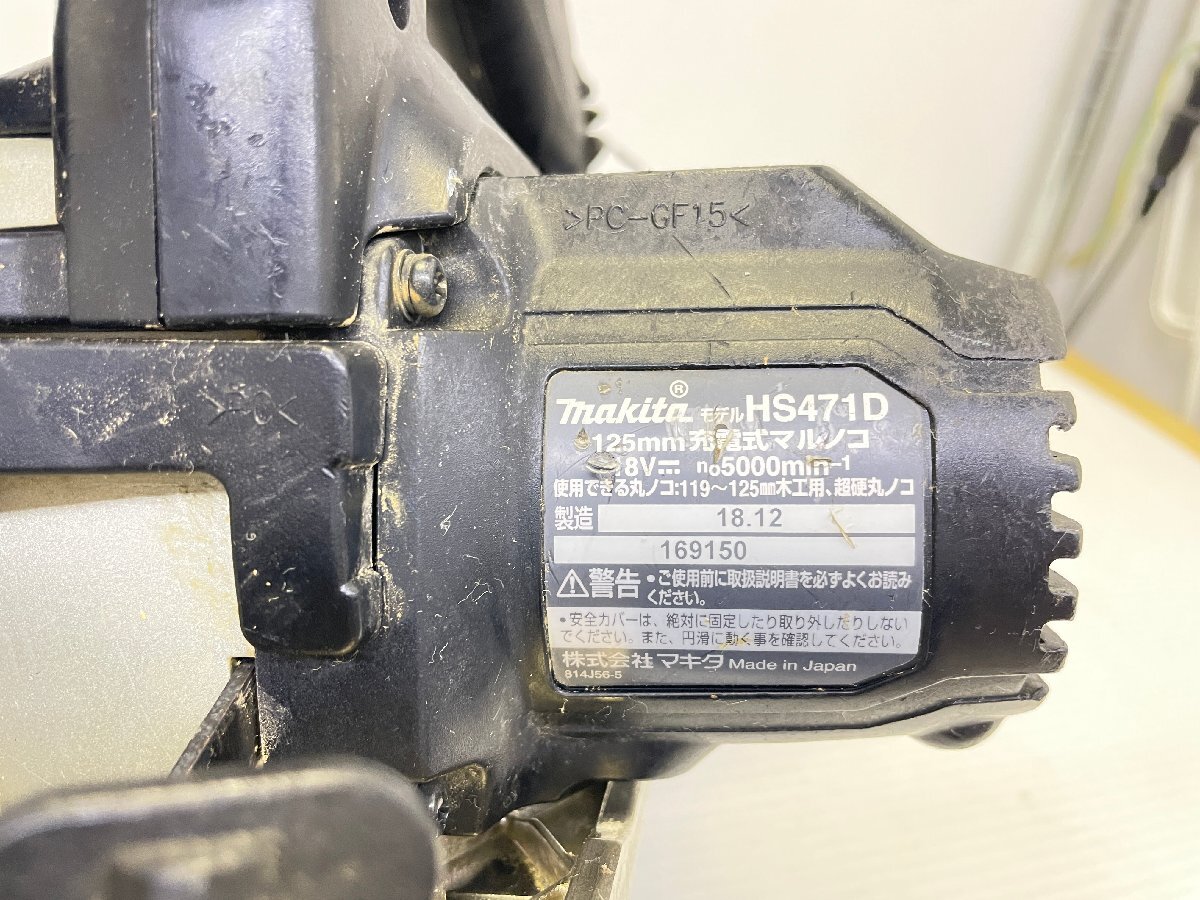 >PC-GF15<
>PC<
makita® モデル HS471D
125mm充電式マルノコ
18V⎓ n₀5000min⁻¹
使用できる丸ノコ:119～125mm木工用、超硬丸ノコ
製造 18.12
169150
⚠警告 •ご使用前に取扱説明書を必ずよくお読み
ください。
•安全カバーは、絶対に固定したり取り外したりしない
でください。また、円滑に動く事を確認してください。
株式会社 マキタ Made in Japan
814J56-5